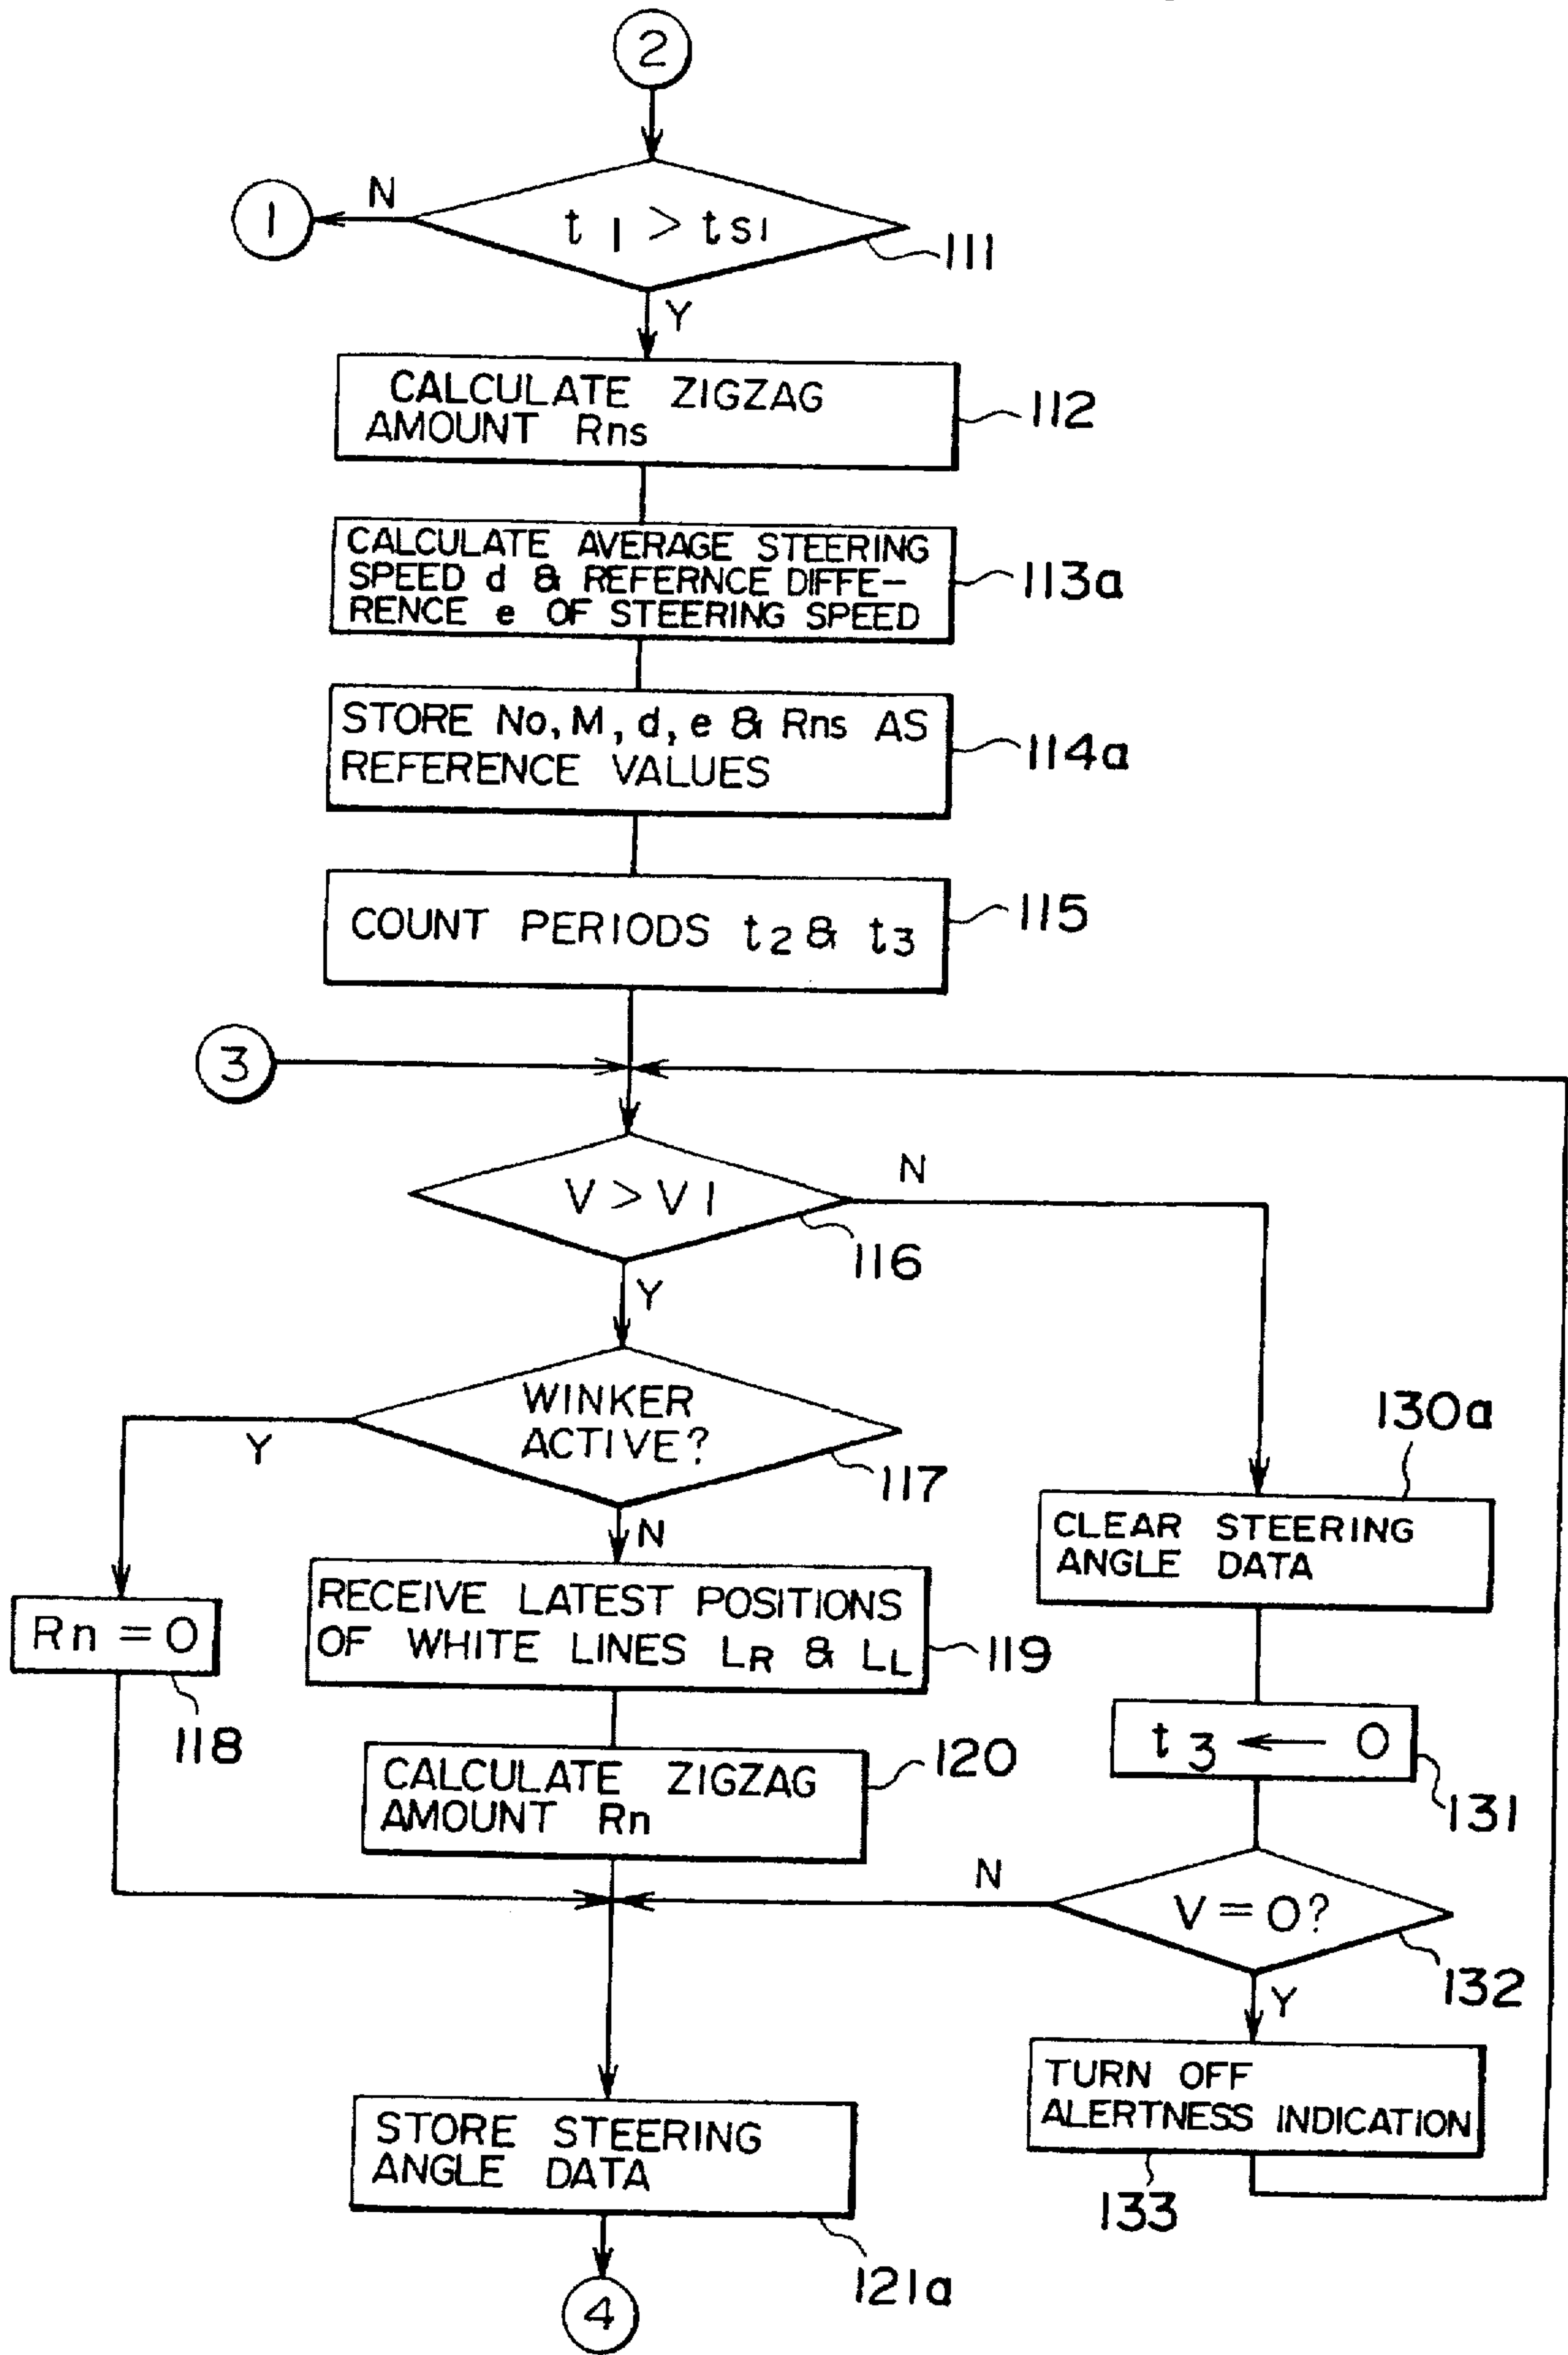 2
N
1
t1 > ts1
111
Y
CALCULATE ZIGZAG
AMOUNT Rns
112
CALCULATE AVERAGE STEERING
SPEED d & REFERNCE DIFFE-
RENCE e OF STEERING SPEED
113a
STORE No, M, d, e & Rns AS
REFERENCE VALUES
114a
COUNT PERIODS t2 & t3
115
3
V > V1
N
116
Y
WINKER
ACTIVE?
Y
117
N
130a
CLEAR STEERING
ANGLE DATA
RECEIVE LATEST POSITIONS
OF WHITE LINES LR & LL
119
Rn = 0
118
t3 ← 0
131
CALCULATE ZIGZAG
AMOUNT Rn
120
N
V = 0?
132
Y
TURN OFF
ALERTNESS INDICATION
133
STORE STEERING
ANGLE DATA
121a
4